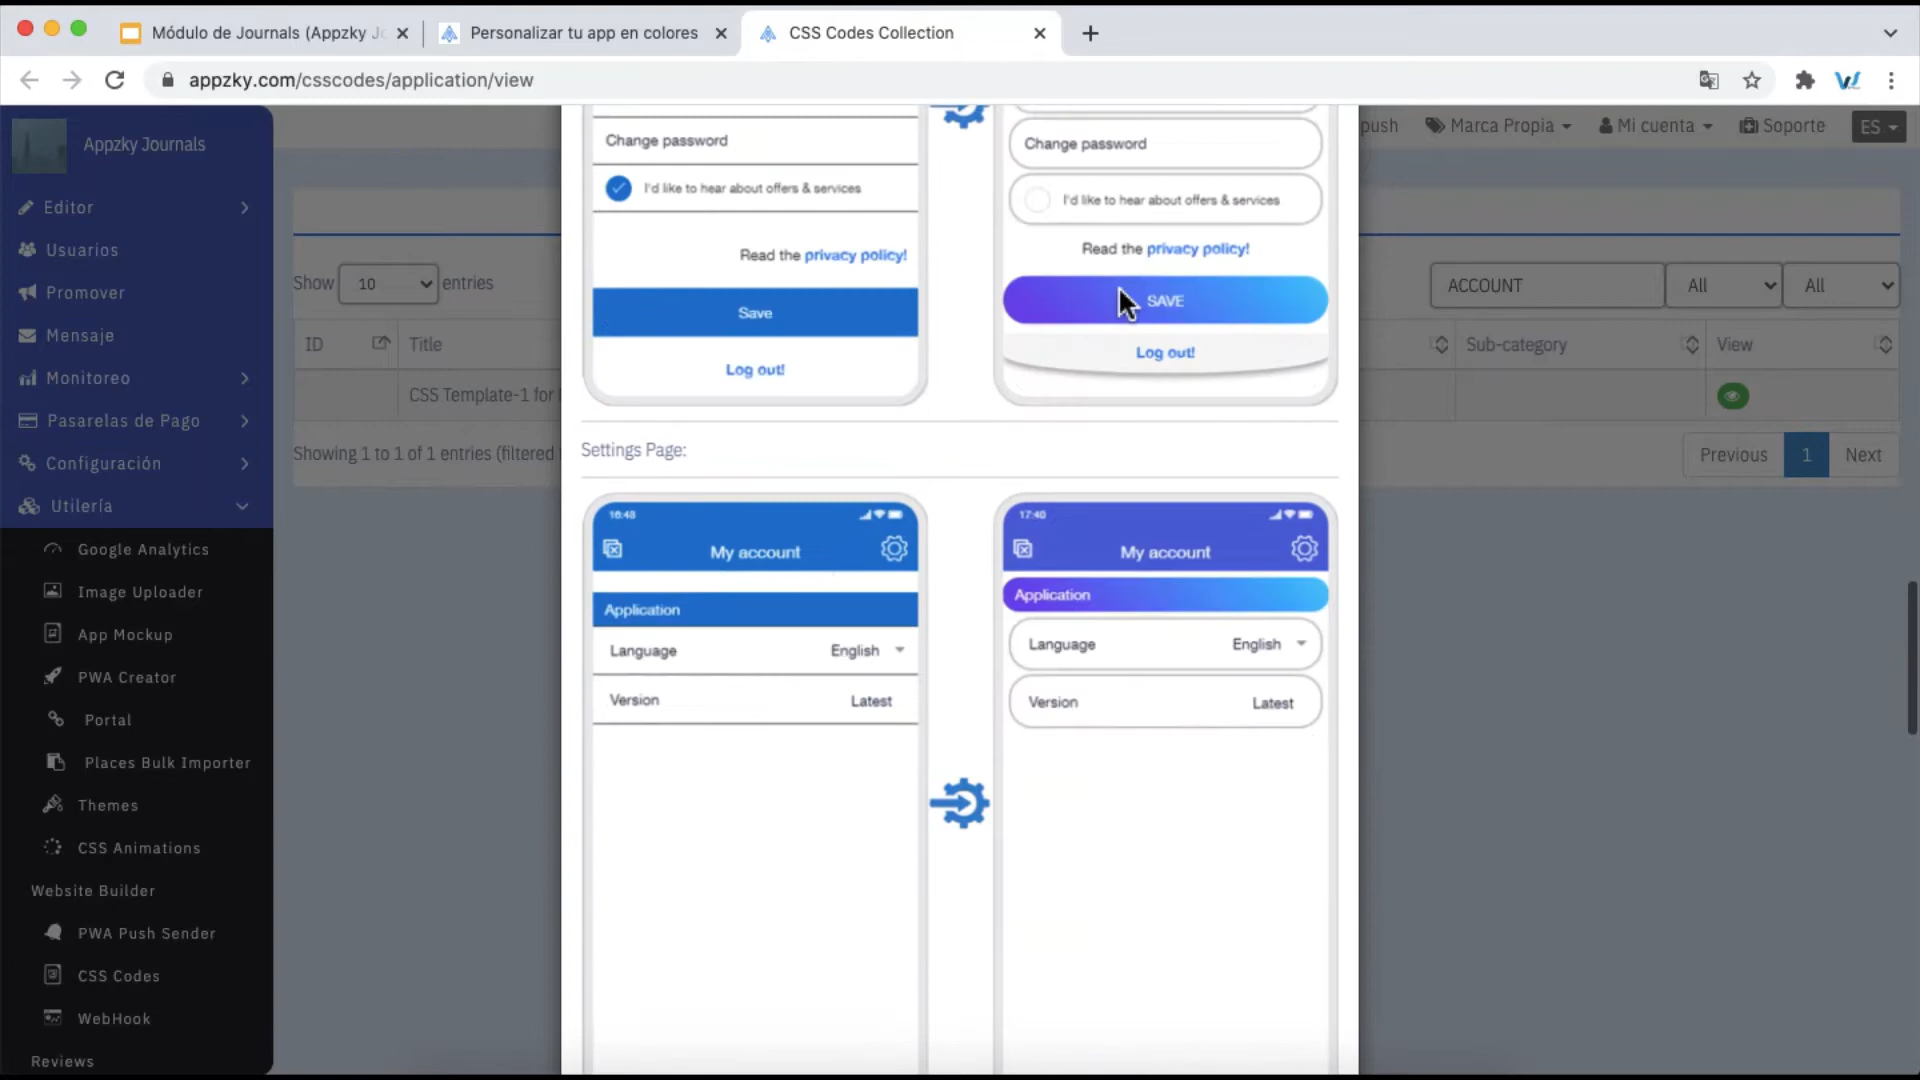 Módulo de Journals (Appzky Jo
Personalizar tu app en colores
CSS Codes Collection
appzky.com/csscodes/application/view
Appzky Journals
Editor
Usuarios
Promover
Mensaje
Monitoreo
Pasarelas de Pago
Configuración
Utilería
Google Analytics
Image Uploader
App Mockup
PWA Creator
Portal
Places Bulk Importer
Themes
CSS Animations
Website Builder
PWA Push Sender
CSS Codes
WebHook
Reviews
push
Marca Propia
Mi cuenta
Soporte
ES
Show 10 entries
ACCOUNT
All
All
ID
Title
Sub-category
View
CSS Template-1 for
Showing 1 to 1 of 1 entries (filtered
Previous
1
Next
Change password
I'd like to hear about offers & services
Read the privacy policy!
Save
Log out!
Change password
I'd like to hear about offers & services
Read the privacy policy!
SAVE
Log out!
Settings Page:
16:48
My account
Application
Language English
Version Latest
17:40
My account
Application
Language English
Version Latest